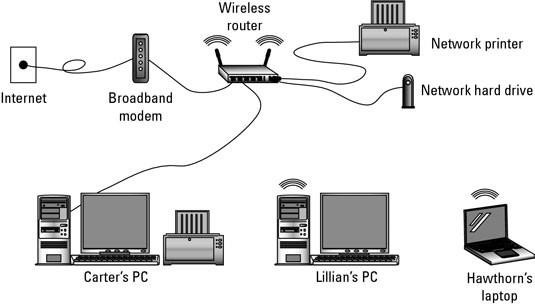 Wireless
router
Network printer
Internet
Broadband
modem
Network hard drive
Carter's PC
Lillian's PC
Hawthorn's
laptop